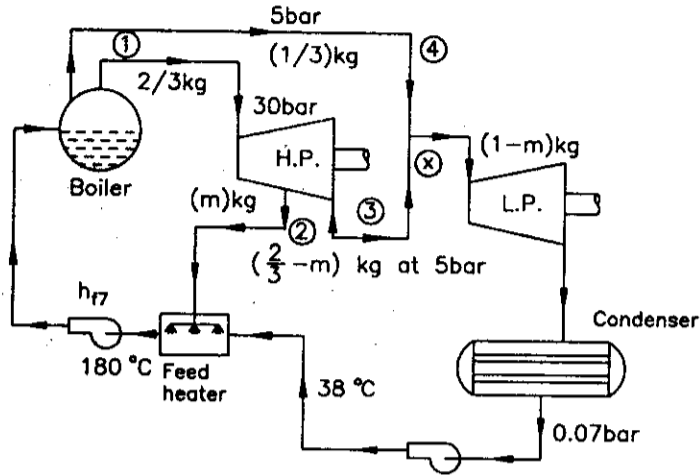 5bar
①
④
(1/3)kg
2/3kg
30bar
H.P.
(1-m)kg
ⓧ
Boiler
L.P.
(m)kg
③
②
(2/3 -m) kg at 5bar
hf7
Condenser
180 °C
Feed
heater
38 °C
0.07bar